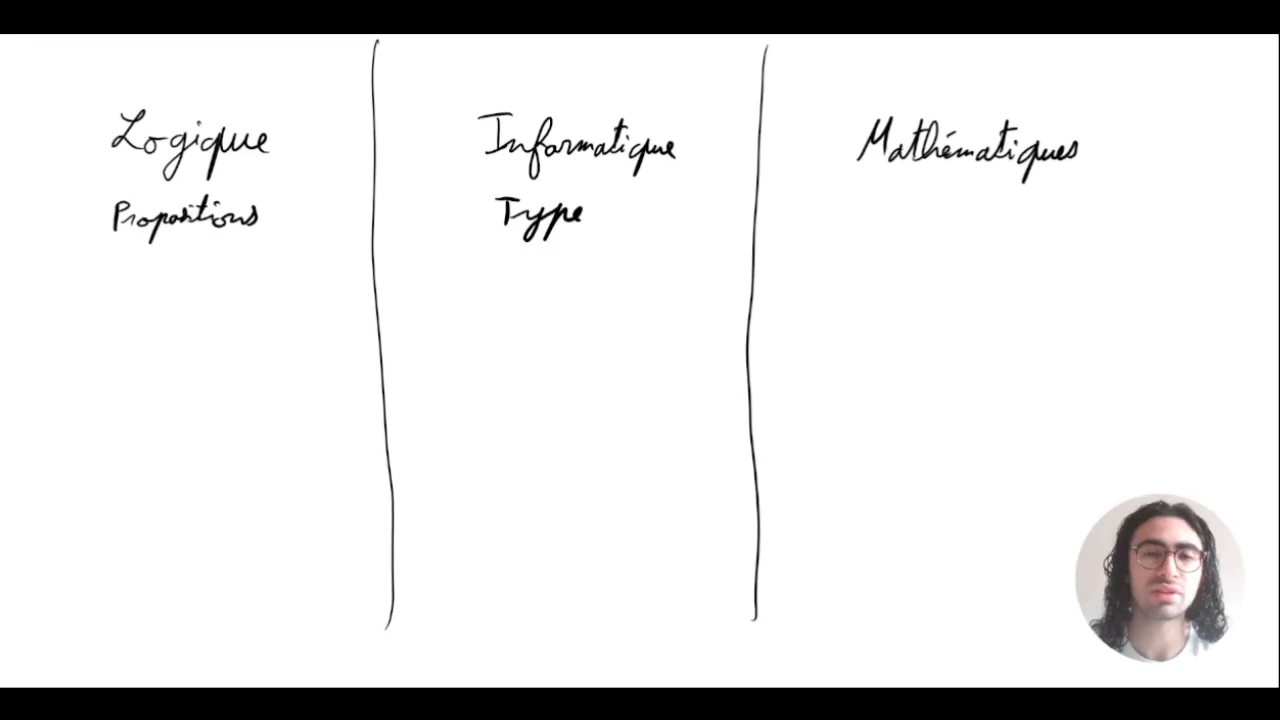 Logique
Propositions
Informatique
Type
Mathématiques